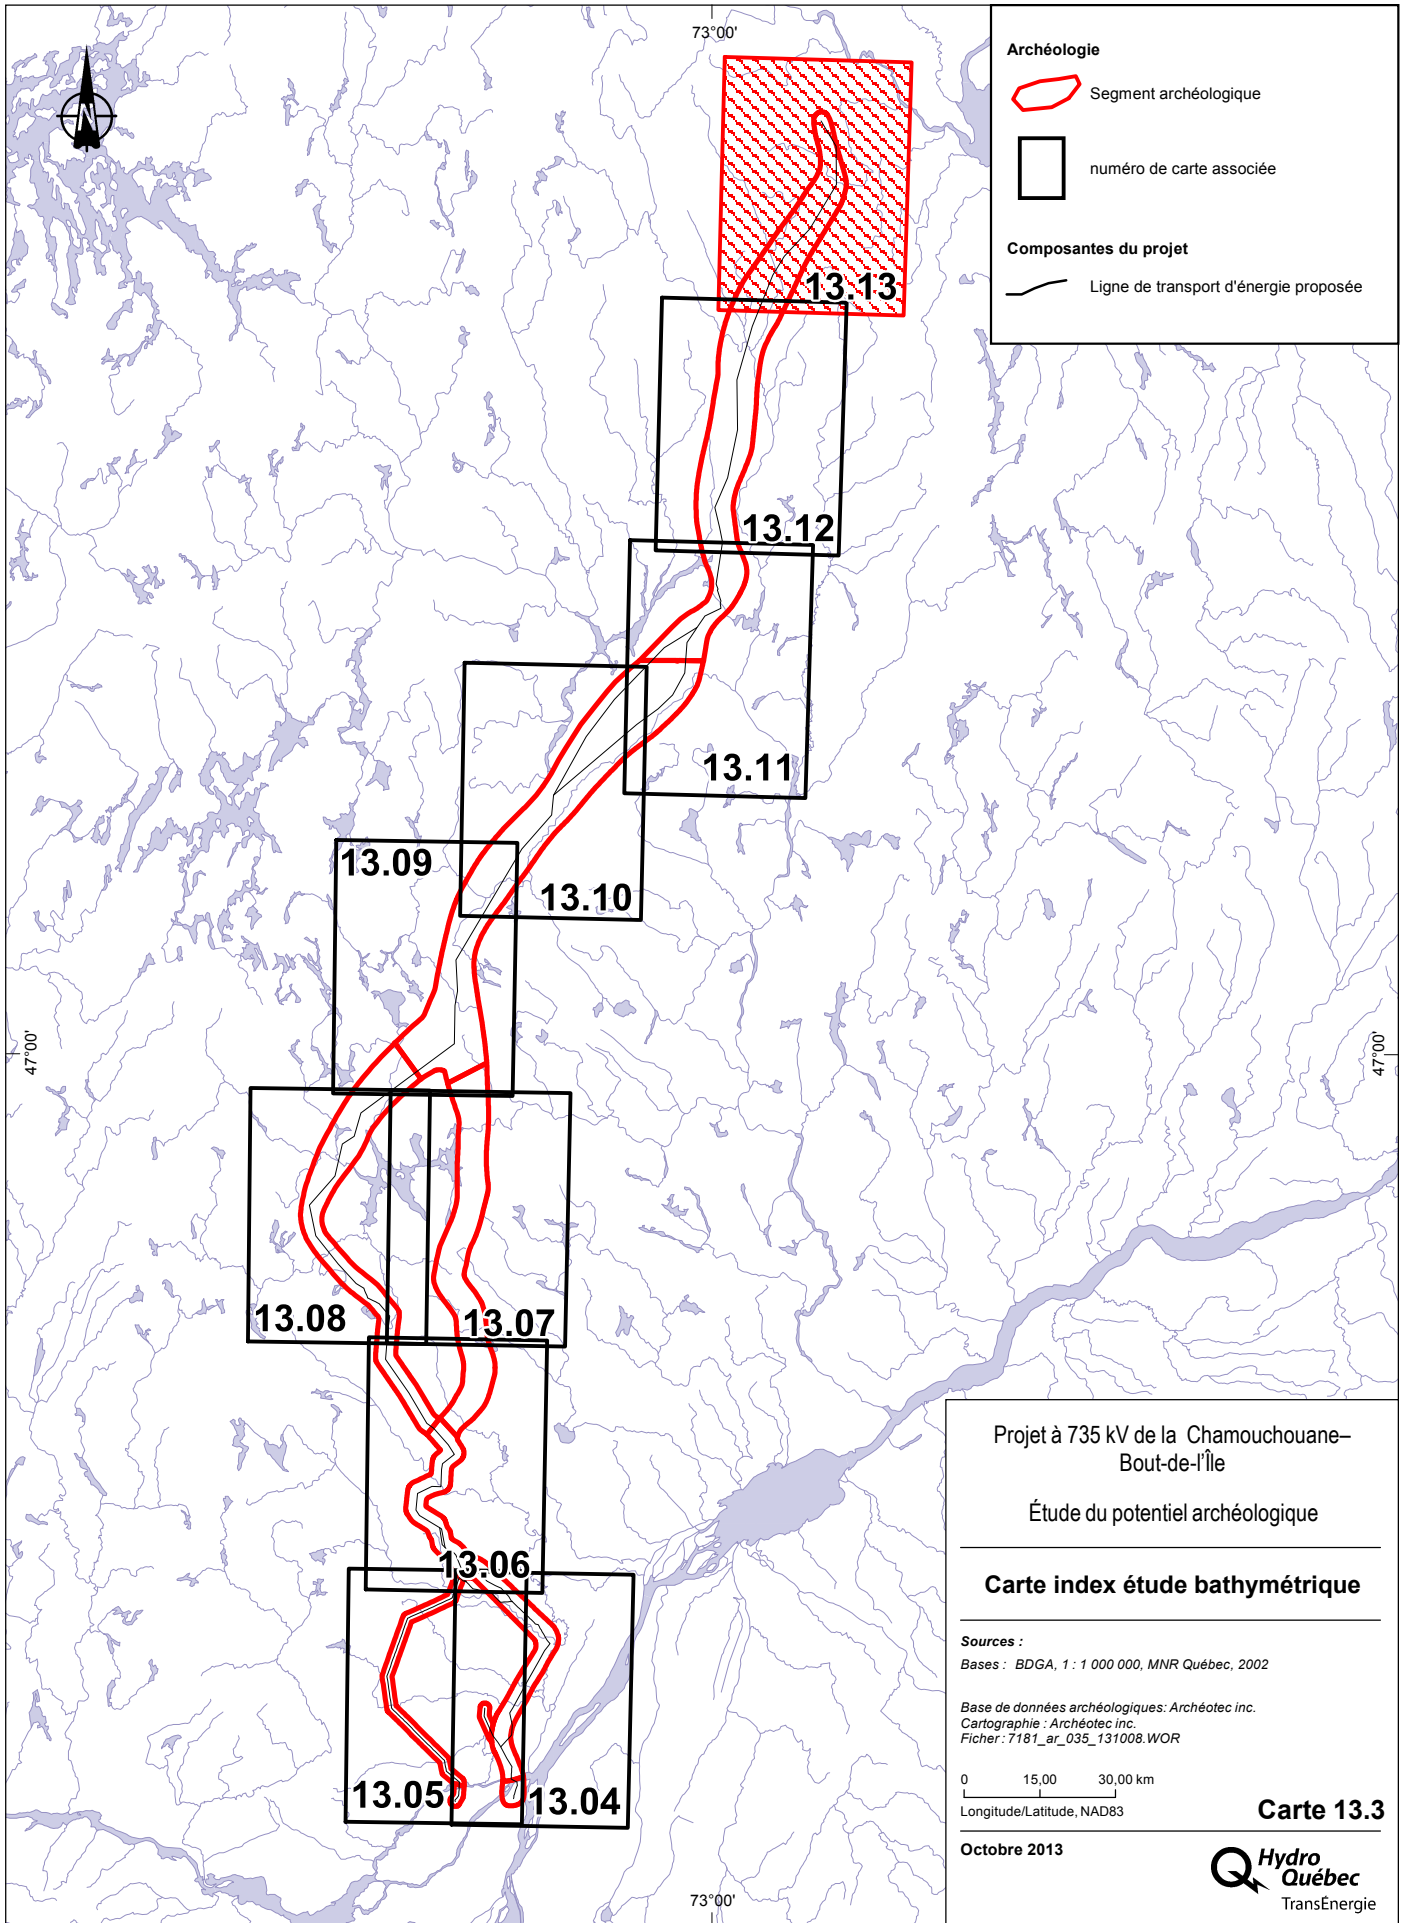 73°00'
N
Archéologie
Segment archéologique
numéro de carte associée
Composantes du projet
Ligne de transport d'énergie proposée
13.13
13.12
13.11
13.09
13.10
47°00'
47°00'
13.08
13.07
13.06
13.05
13.04
73°00'
Projet à 735 kV de la Chamouchouane–
Bout-de-l'Île
Étude du potentiel archéologique
Carte index étude bathymétrique
Sources :
Bases : BDGA, 1 : 1 000 000, MNR Québec, 2002
Base de données archéologiques: Archéotec inc.
Cartographie : Archéotec inc.
Ficher : 7181_ar_035_131008.WOR
0 15,00 30,00 km
Longitude/Latitude, NAD83
Carte 13.3
Octobre 2013
Hydro
Québec
TransÉnergie